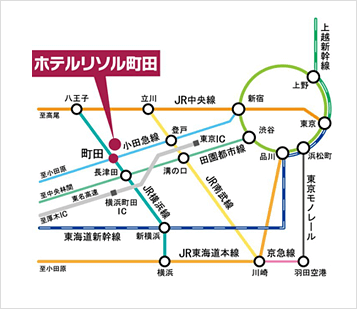 上越新幹線
ホテルリソル町田
八王子
立川
JR中央線
新宿
上野
至高尾
小田急線
登戸
東京IC
渋谷
東京
町田
至小田原
長津田
溝の口
田園都市線
品川
浜松町
至中央林間
東名高速
至厚木IC
横浜町田
IC
JR横浜線
JR南武線
東京モノレール
東海道新幹線
新横浜
至小田原
JR東海道本線
京急線
横浜
川崎
羽田空港